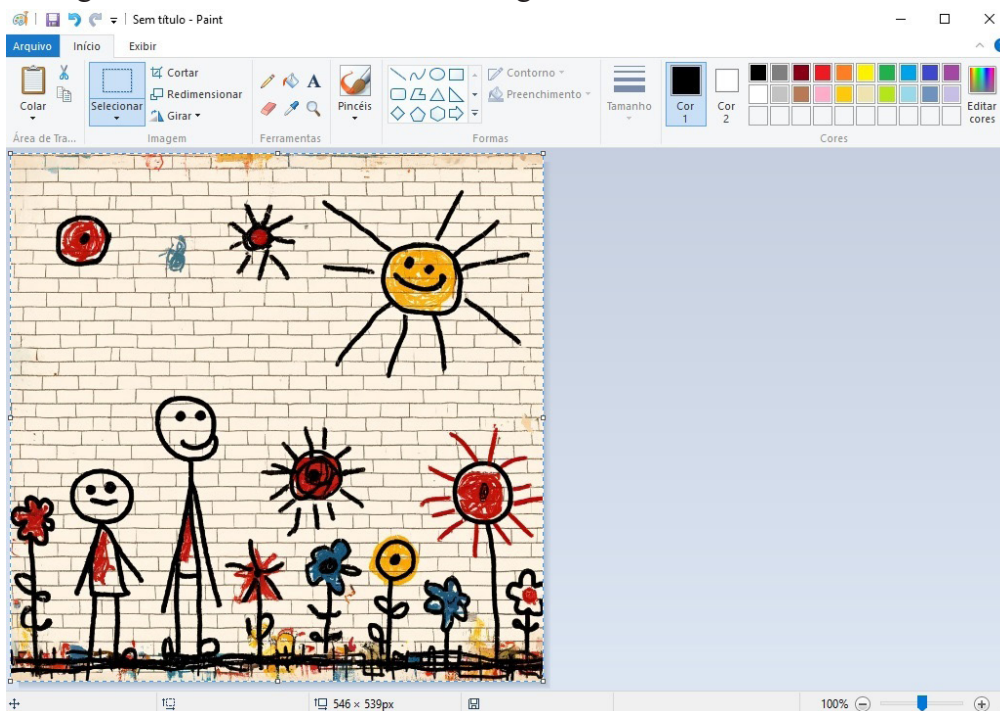 Sem título - Paint
Arquivo Início Exibir
Colar
Selecionar
Cortar
Redimensionar
Girar
A
Pincéis
Contorno
Preenchimento
Tamanho
Cor 1
Cor 2
Editar cores
Área de Tra... Imagem Ferramentas Formas Cores
546 × 539px 100%